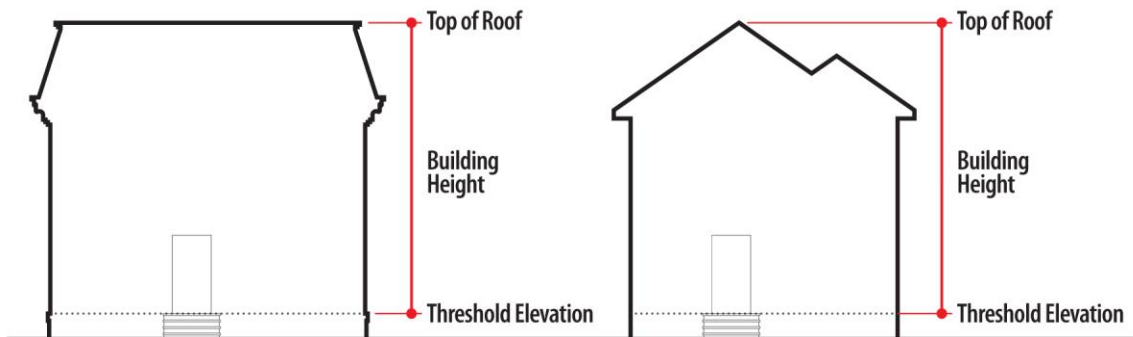 Top of Roof
Building
Height
Threshold Elevation
Top of Roof
Building
Height
Threshold Elevation